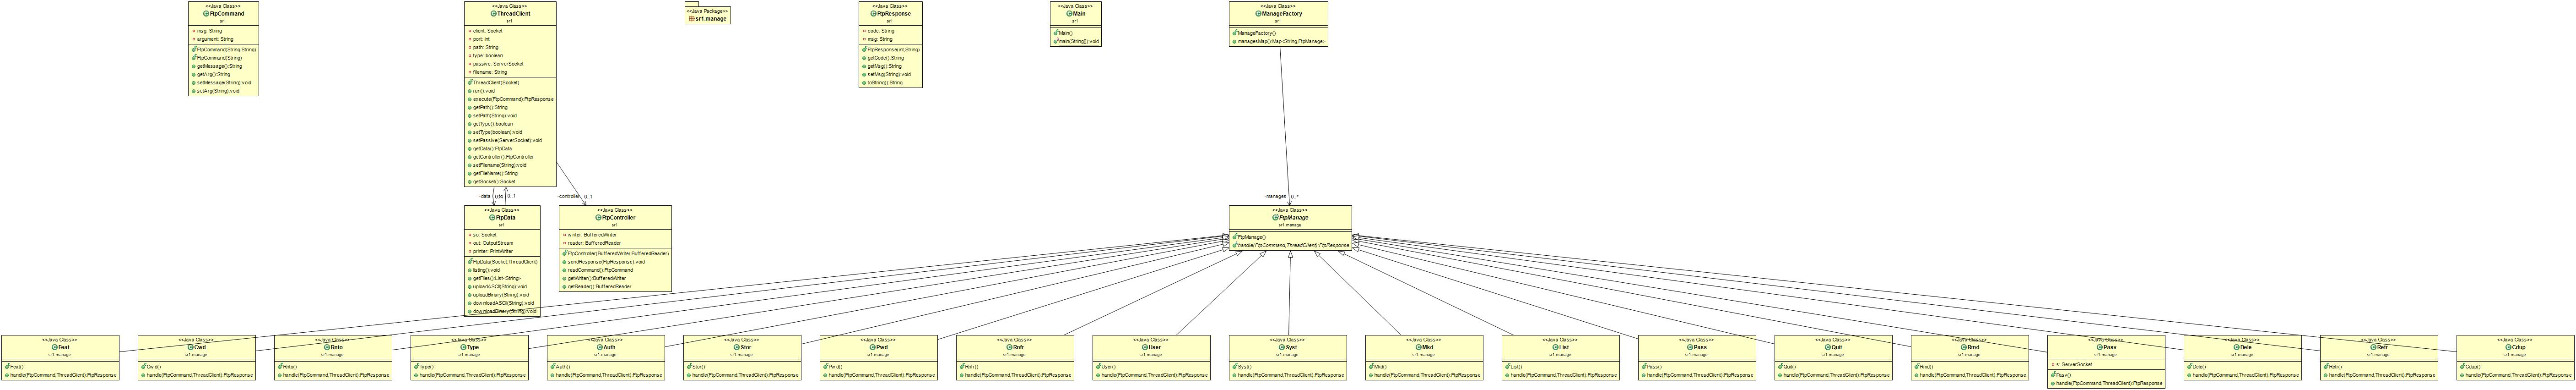 <<Java Class>>
FtpCommand
sr1
msg: String
argument: String
FtpCommand(String,String)
FtpCommand(String)
getMessage():String
getArg():String
setMessage(String):void
setArg(String):void
<<Java Class>>
ThreadClient
sr1
client: Socket
port: int
path: String
type: boolean
passive: ServerSocket
filename: String
ThreadClient(Socket)
run():void
execute(FtpCommand):FtpResponse
getPath():String
setPath(String):void
getType():boolean
setType(boolean):void
setPassive(ServerSocket):void
getData():FtpData
getController():FtpController
setFilename(String):void
getFileName():String
getSocket():Socket
<<Java Package>>
sr1.manage
<<Java Class>>
FtpResponse
sr1
code: String
msg: String
FtpResponse(int,String)
getCode():String
getMsg():String
setMsg(String):void
toString():String
<<Java Class>>
Main
sr1
Main()
main(String[]):void
<<Java Class>>
ManageFactory
sr1
ManageFactory()
managesMap():Map<String,FtpManage>
-data
0..1
-controller
0..1
-manages
0..*
<<Java Class>>
FtpData
sr1
so: Socket
out: OutputStream
printer: PrintWriter
FtpData(Socket,ThreadClient)
listing():void
getFiles():List<String>
uploadASCII(String):void
uploadBinary(String):void
downloadASCII(String):void
downloadBinary(String):void
<<Java Class>>
FtpController
sr1
writer: BufferedWriter
reader: BufferedReader
FtpController(BufferedWriter,BufferedReader)
sendResponse(FtpResponse):void
readCommand():FtpCommand
getWriter():BufferedWriter
getReader():BufferedReader
<<Java Class>>
FtpManage
sr1.manage
FtpManage()
handle(FtpCommand,ThreadClient):FtpResponse
<<Java Class>>
Feat
sr1.manage
Feat()
handle(FtpCommand,ThreadClient):FtpResponse
<<Java Class>>
Cwd
sr1.manage
Cwd()
handle(FtpCommand,ThreadClient):FtpResponse
<<Java Class>>
Rnto
sr1.manage
Rnto()
handle(FtpCommand,ThreadClient):FtpResponse
<<Java Class>>
Type
sr1.manage
Type()
handle(FtpCommand,ThreadClient):FtpResponse
<<Java Class>>
Auth
sr1.manage
Auth()
handle(FtpCommand,ThreadClient):FtpResponse
<<Java Class>>
Stor
sr1.manage
Stor()
handle(FtpCommand,ThreadClient):FtpResponse
<<Java Class>>
Pwd
sr1.manage
Pwd()
handle(FtpCommand,ThreadClient):FtpResponse
<<Java Class>>
Rnfr
sr1.manage
Rnfr()
handle(FtpCommand,ThreadClient):FtpResponse
<<Java Class>>
User
sr1.manage
User()
handle(FtpCommand,ThreadClient):FtpResponse
<<Java Class>>
Syst
sr1.manage
Syst()
handle(FtpCommand,ThreadClient):FtpResponse
<<Java Class>>
Mkd
sr1.manage
Mkd()
handle(FtpCommand,ThreadClient):FtpResponse
<<Java Class>>
List
sr1.manage
List()
handle(FtpCommand,ThreadClient):FtpResponse
<<Java Class>>
Pass
sr1.manage
Pass()
handle(FtpCommand,ThreadClient):FtpResponse
<<Java Class>>
Quit
sr1.manage
Quit()
handle(FtpCommand,ThreadClient):FtpResponse
<<Java Class>>
Rmd
sr1.manage
Rmd()
handle(FtpCommand,ThreadClient):FtpResponse
<<Java Class>>
Pasv
sr1.manage
s: ServerSocket
Pasv()
handle(FtpCommand,ThreadClient):FtpResponse
<<Java Class>>
Dele
sr1.manage
Dele()
handle(FtpCommand,ThreadClient):FtpResponse
<<Java Class>>
Retr
sr1.manage
Retr()
handle(FtpCommand,ThreadClient):FtpResponse
<<Java Class>>
Cdup
sr1.manage
Cdup()
handle(FtpCommand,ThreadClient):FtpResponse